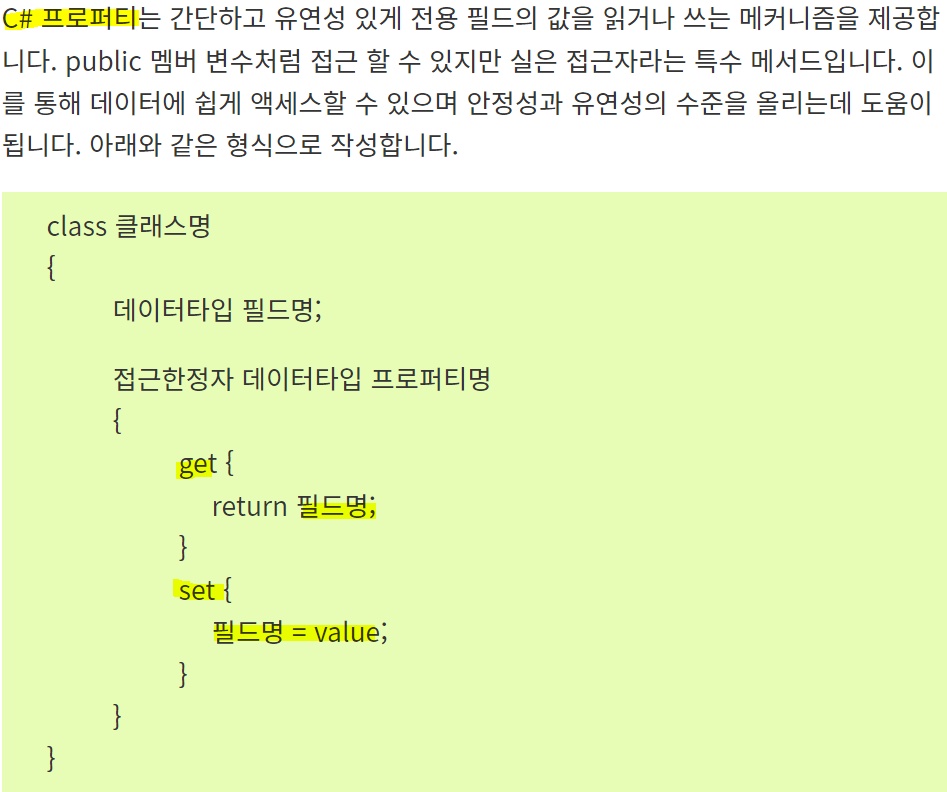 C# 프로퍼티는 간단하고 유연성 있게 전용 필드의 값을 읽거나 쓰는 메커니즘을 제공합
니다. public 멤버 변수처럼 접근 할 수 있지만 실은 접근자라는 특수 메서드입니다. 이
를 통해 데이터에 쉽게 액세스할 수 있으며 안정성과 유연성의 수준을 올리는데 도움이
됩니다. 아래와 같은 형식으로 작성합니다.
class 클래스명
{
데이터타입 필드명;
접근한정자 데이터타입 프로퍼티명
{
get {
return 필드명;
}
set {
필드명 = value;
}
}
}